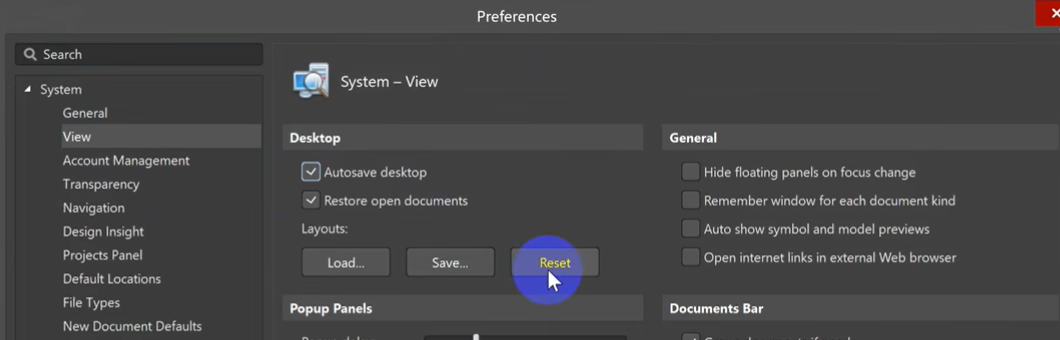 Preferences
Search
System
General
View
Account Management
Transparency
Navigation
Design Insight
Projects Panel
Default Locations
File Types
New Document Defaults
System – View
Desktop
Autosave desktop
Restore open documents
Layouts:
Load... Save... Reset
Popup Panels
General
Hide floating panels on focus change
Remember window for each document kind
Auto show symbol and model previews
Open internet links in external Web browser
Documents Bar